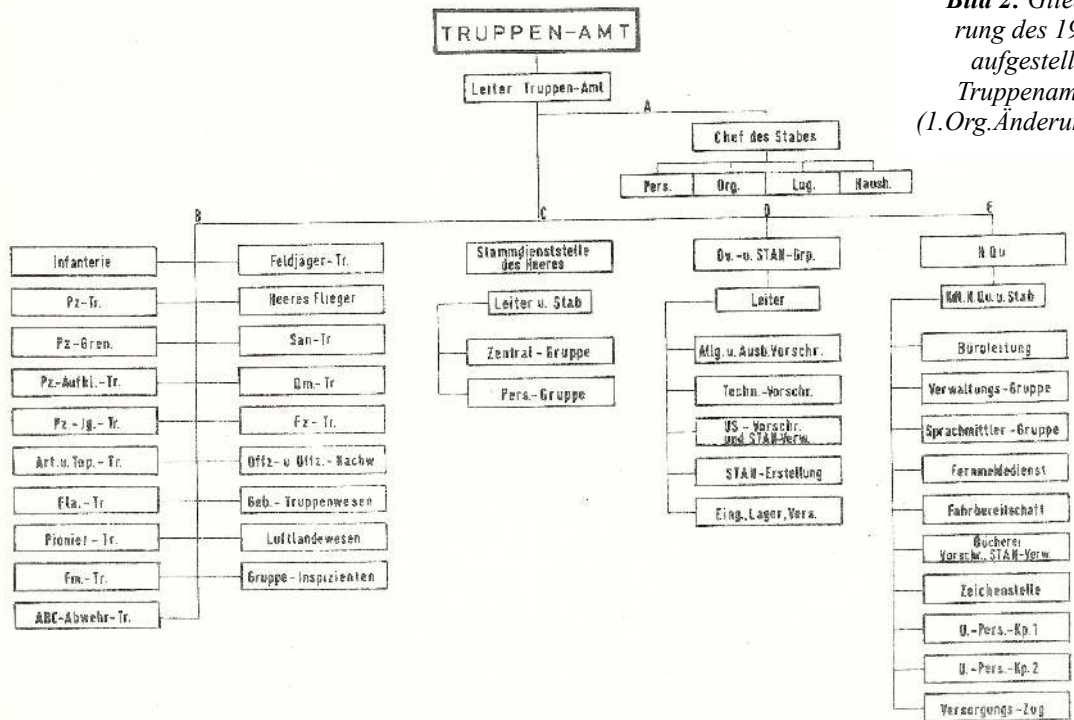 Bild 2:
rung des 19
aufgestell
Truppenam
(1.Org.Änderu
TRUPPEN-AMT
Leiter Truppen-Amt
A
Chef des Stabes
Pers.
Org.
Log.
Haush.
B
C
D
E
Infanterie
Pz-Tr.
Pz-Gren.
Pz.-Aufkl.-Tr.
Pz.-Jg.-Tr.
Art.u.Top.-Tr.
Fla.-Tr
Pionier-Tr.
Fm.-Tr.
ABC-Abwehr-Tr.
Feldjäger-Tr.
Heeres Flieger
San-Tr
Qm.-Tr
Fz-Tr.
Offz-u Uffz.-Nachw
Geb.-Truppenwesen
Luftlandewesen
Gruppe-Inspizienten
Stammdienststelle
des Heeres
Leiter u. Stab
Zentral-Gruppe
Pers.-Gruppe
Dv.-u. STAN-Grp.
Leiter
Allg.u.Ausb.Vorschr.
Techn.-Vorschr.
US-Vorschr.
und STAN-Verw.
STAN-Erstellung
Eing., Lager, Vers.
H Qu
Kdt.H.Qu.u.Stab
Büroleitung
Verwaltungs-Gruppe
Sprachmittler-Gruppe
Fernmeldedienst
Fahrbereitschaft
Bücherei
Vorschr., STAN-Verw.
Zeichenstelle
U.-Pers.-Kp.1
U.-Pers.-Kp.2
Versorgungs-Zug